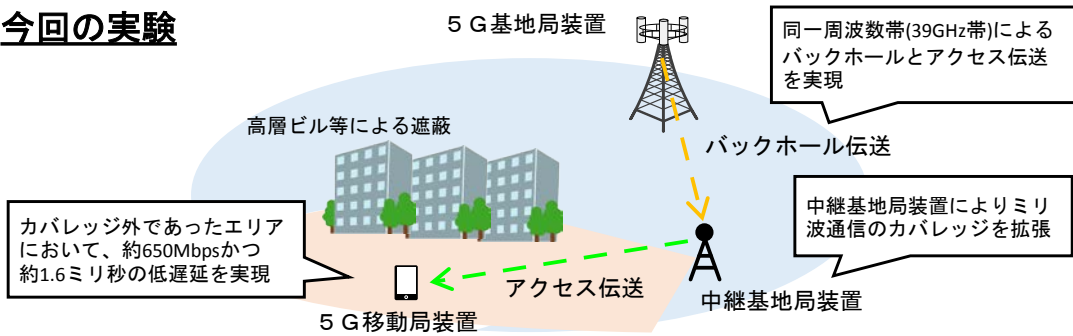 今回の実験
５Ｇ基地局装置
同一周波数帯(39GHz帯)による
バックホールとアクセス伝送
を実現
高層ビル等による遮蔽
バックホール伝送
カバレッジ外であったエリア
において、約650Mbpsかつ
約1.6ミリ秒の低遅延を実現
中継基地局装置によりミリ
波通信のカバレッジを拡張
アクセス伝送
中継基地局装置
５Ｇ移動局装置